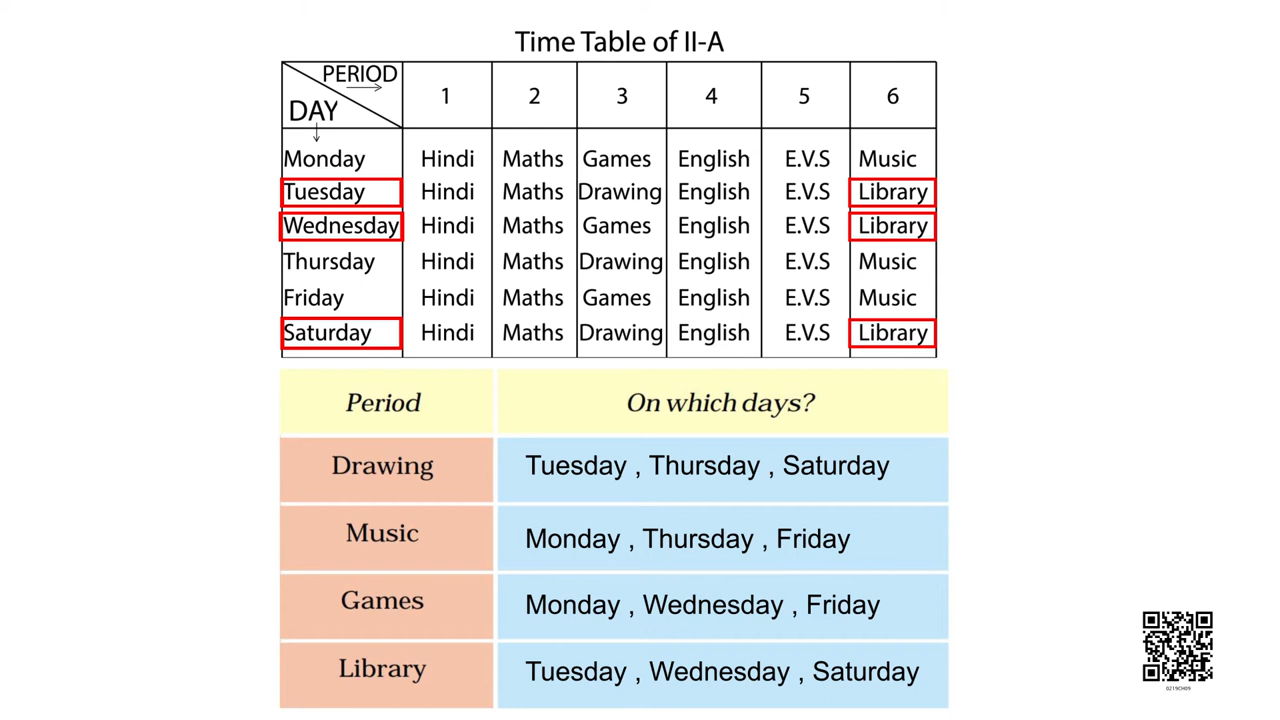 Time Table of II-A
PERIOD 1 2 3 4 5 6
DAY
Monday Hindi Maths Games English E.V.S Music
Tuesday Hindi Maths Drawing English E.V.S Library
Wednesday Hindi Maths Games English E.V.S Library
Thursday Hindi Maths Drawing English E.V.S Music
Friday Hindi Maths Games English E.V.S Music
Saturday Hindi Maths Drawing English E.V.S Library
Period On which days?
Drawing Tuesday , Thursday , Saturday
Music Monday , Thursday , Friday
Games Monday , Wednesday , Friday
Library Tuesday , Wednesday , Saturday
0219CH09